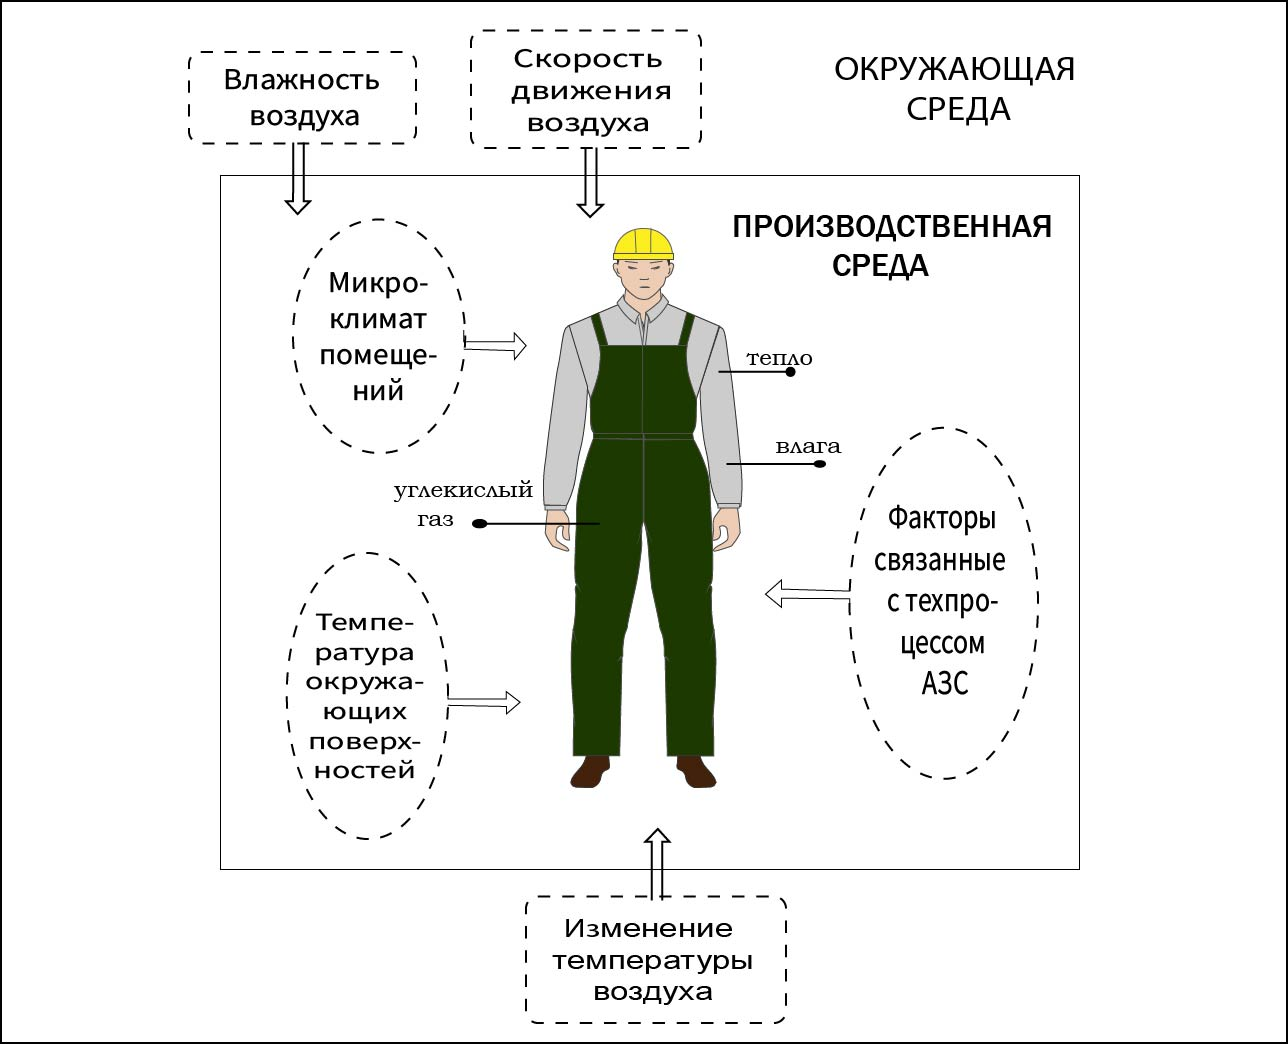 Влажность
воздуха
Скорость
движения
воздуха
ОКРУЖАЮЩАЯ
СРЕДА
ПРОИЗВОДСТВЕННАЯ
СРЕДА
Микро-
климат
помеще-
ний
тепло
влага
углекислый
газ
Факторы
связанные
с техпро-
цессом
АЗС
Темпе-
ратура
окружа-
ющих
поверх-
ностей
Изменение
температуры
воздуха